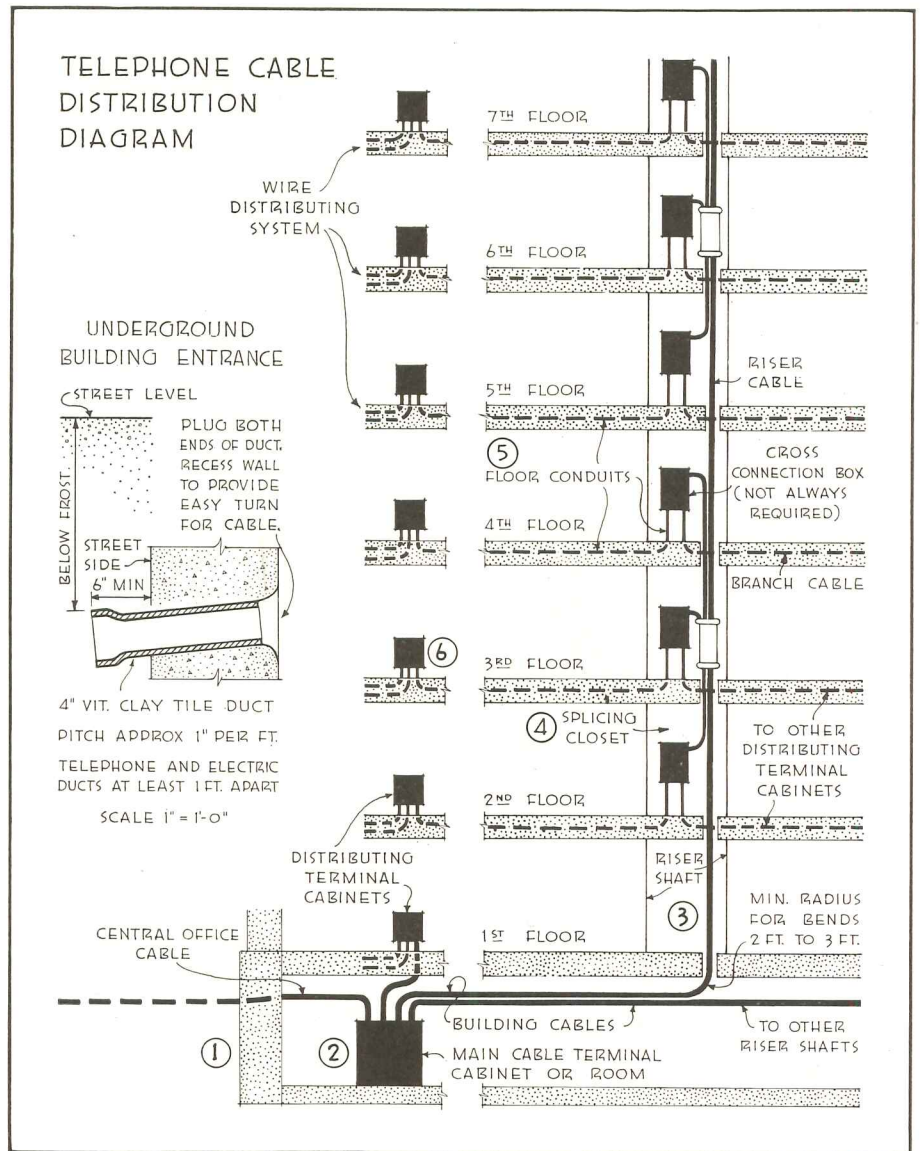 TELEPHONE CABLE
DISTRIBUTION
DIAGRAM
WIRE
DISTRIBUTING
SYSTEM
7TH FLOOR
6TH FLOOR
UNDERGROUND
BUILDING ENTRANCE
STREET LEVEL
PLUG BOTH
ENDS OF DUCT.
RECESS WALL
TO PROVIDE
EASY TURN
FOR CABLE.
BELOW FROST.
STREET
SIDE
6" MIN
4" VIT. CLAY TILE DUCT
PITCH APPROX 1" PER FT.
TELEPHONE AND ELECTRIC
DUCTS AT LEAST 1 FT. APART
SCALE 1" = 1'-0"
RISER
CABLE
5TH FLOOR
5
FLOOR CONDUITS
CROSS
CONNECTION BOX
(NOT ALWAYS
REQUIRED)
4TH FLOOR
BRANCH CABLE
6
3RD FLOOR
4
SPLICING
CLOSET
TO OTHER
DISTRIBUTING
TERMINAL
CABINETS
2ND FLOOR
DISTRIBUTING
TERMINAL
CABINETS
RISER
SHAFT
3
MIN. RADIUS
FOR BENDS
2 FT. TO 3 FT.
1ST FLOOR
CENTRAL OFFICE
CABLE
BUILDING CABLES
TO OTHER
RISER SHAFTS
1
2
MAIN CABLE TERMINAL
CABINET OR ROOM